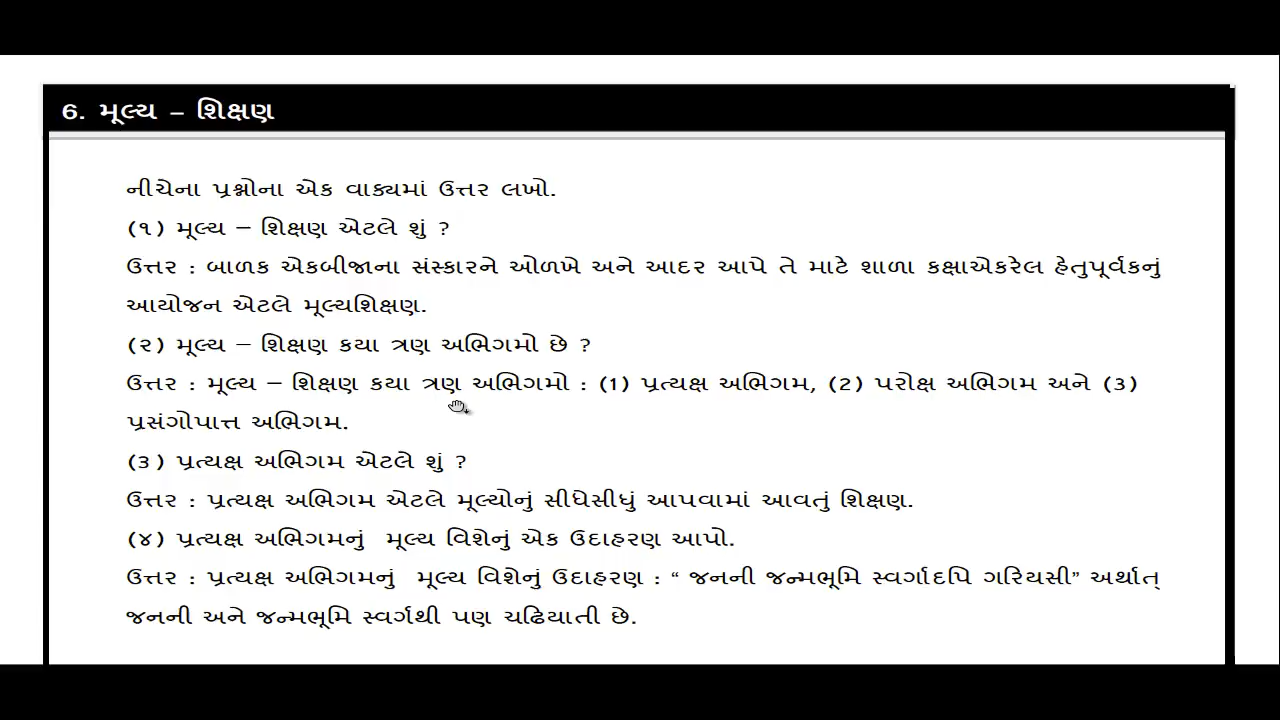 6. મૂલ્ય – શિક્ષણ
નીચેના પ્રશ્નોના એક વાક્યમાં ઉત્તર લખો.
(૧) મૂલ્ય – શિક્ષણ એટલે શું ?
ઉત્તર : બાળક એકબીજાના સંસ્કારને ઓળખે અને આદર આપે તે માટે શાળા કક્ષાએકરેલ હેતુપૂર્વકનું
આયોજન એટલે મૂલ્યશિક્ષણ.
(૨) મૂલ્ય – શિક્ષણ કયા ત્રણ અભિગમો છે ?
ઉત્તર : મૂલ્ય – શિક્ષણ કયા ત્રણ અભિગમો : (1) પ્રત્યક્ષ અભિગમ, (2) પરોક્ષ અભિગમ અને (3)
પ્રસંગોપાત્ત અભિગમ.
(૩) પ્રત્યક્ષ અભિગમ એટલે શું ?
ઉત્તર : પ્રત્યક્ષ અભિગમ એટલે મૂલ્યોનું સીધેસીધું આપવામાં આવતું શિક્ષણ.
(૪) પ્રત્યક્ષ અભિગમનું મૂલ્ય વિશેનું એક ઉદાહરણ આપો.
ઉત્તર : પ્રત્યક્ષ અભિગમનું મૂલ્ય વિશેનું ઉદાહરણ : “ જનની જન્મભૂમિ સ્વર્ગાદપિ ગરિયસી” અર્થાત્
જનની અને જન્મભૂમિ સ્વર્ગથી પણ ચઢિયાતી છે.